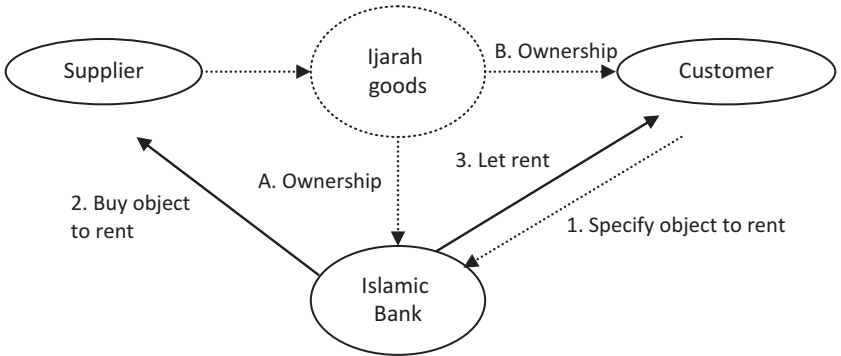 Supplier
Ijarah
goods
B. Ownership
Customer
A. Ownership
3. Let rent
2. Buy object
to rent
1. Specify object to rent
Islamic
Bank